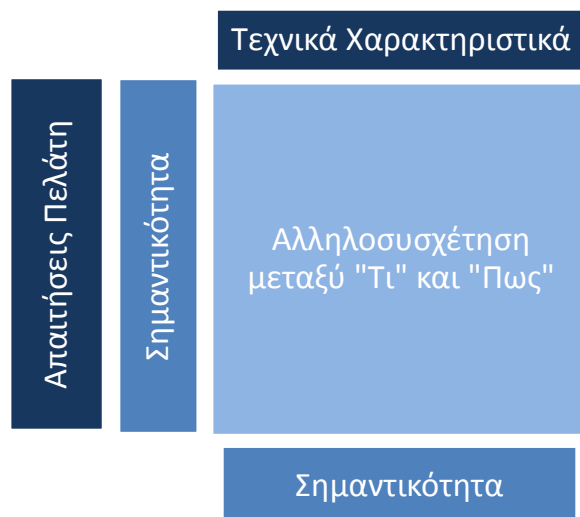 Τεχνικά Χαρακτηριστικά
Απαιτήσεις Πελάτη
Σημαντικότητα
Αλληλοσυσχέτηση
μεταξύ "Τι" και "Πως"
Σημαντικότητα